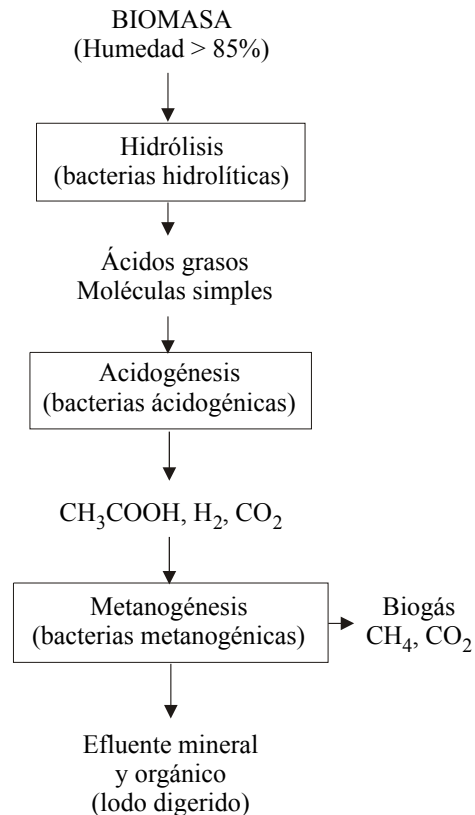 BIOMASA
(Humedad > 85%)
Hidrólisis
(bacterias hidrolíticas)
Ácidos grasos
Moléculas simples
Acidogénesis
(bacterias ácidogénicas)
CH₃COOH, H₂, CO₂
Metanogénesis
(bacterias metanogénicas)
Biogás
CH₄, CO₂
Efluente mineral
y orgánico
(lodo digerido)